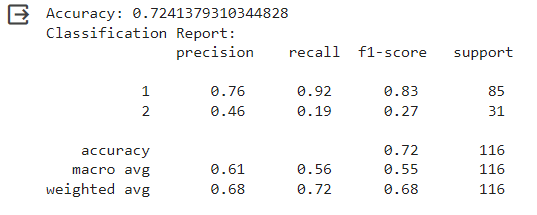 Accuracy: 0.7241379310344828
Classification Report:
precision recall f1-score support
1 0.76 0.92 0.83 85
2 0.46 0.19 0.27 31
accuracy 0.72 116
macro avg 0.61 0.56 0.55 116
weighted avg 0.68 0.72 0.68 116